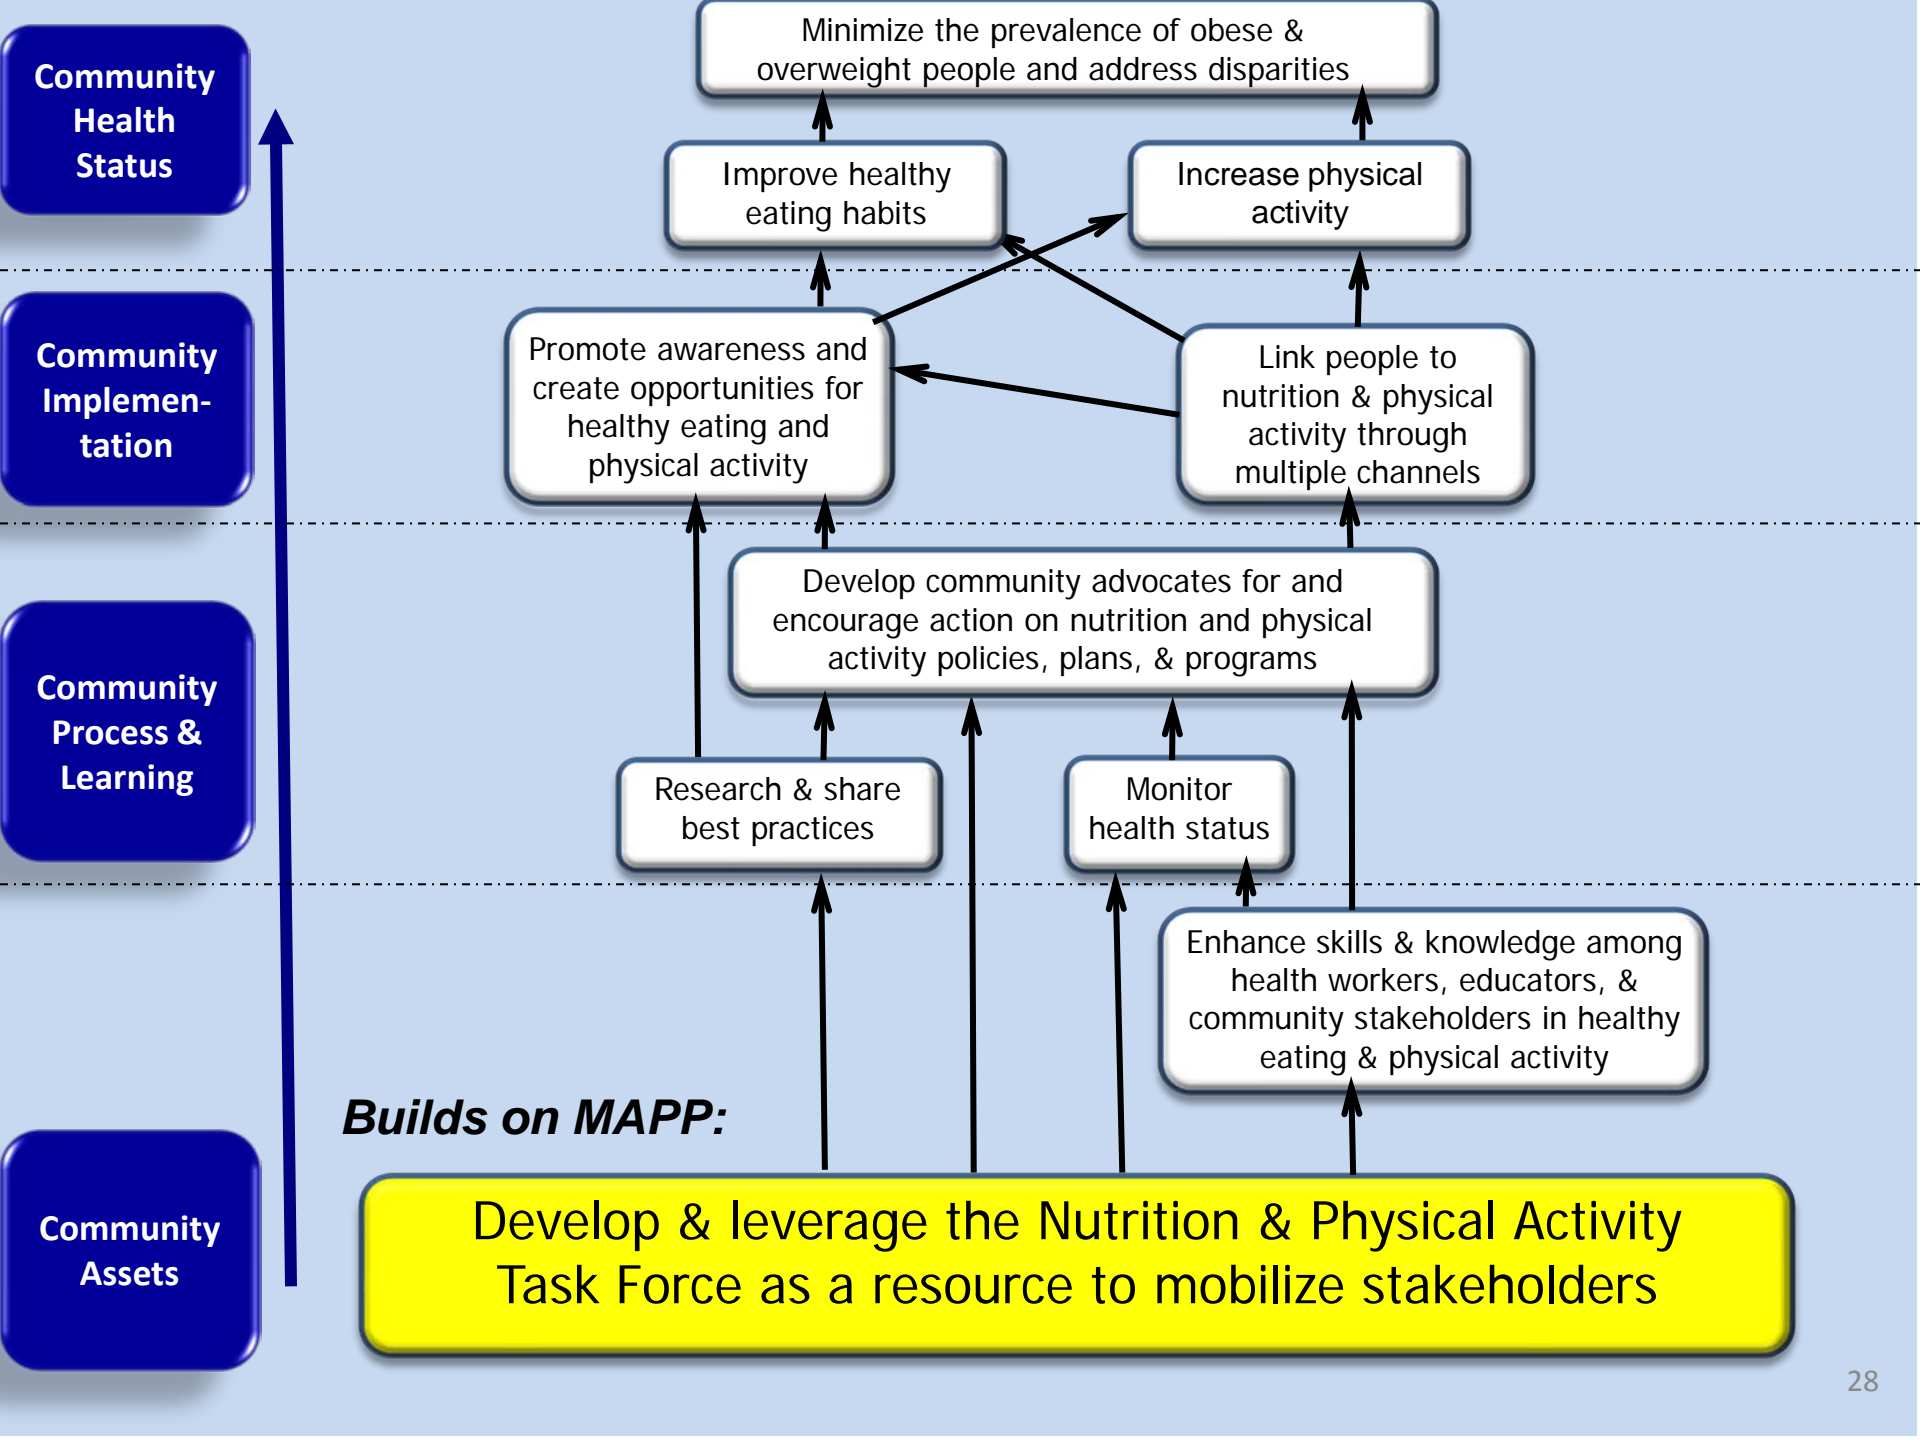 Minimize the prevalence of obese &
overweight people and address disparities
Community
Health
Status
Improve healthy
eating habits
Increase physical
activity
Community
Implemen-
tation
Promote awareness and
create opportunities for
healthy eating and
physical activity
Link people to
nutrition & physical
activity through
multiple channels
Develop community advocates for and
encourage action on nutrition and physical
activity policies, plans, & programs
Community
Process &
Learning
Research & share
best practices
Monitor
health status
Enhance skills & knowledge among
health workers, educators, &
community stakeholders in healthy
eating & physical activity
Builds on MAPP:
Community
Assets
Develop & leverage the Nutrition & Physical Activity
Task Force as a resource to mobilize stakeholders
28